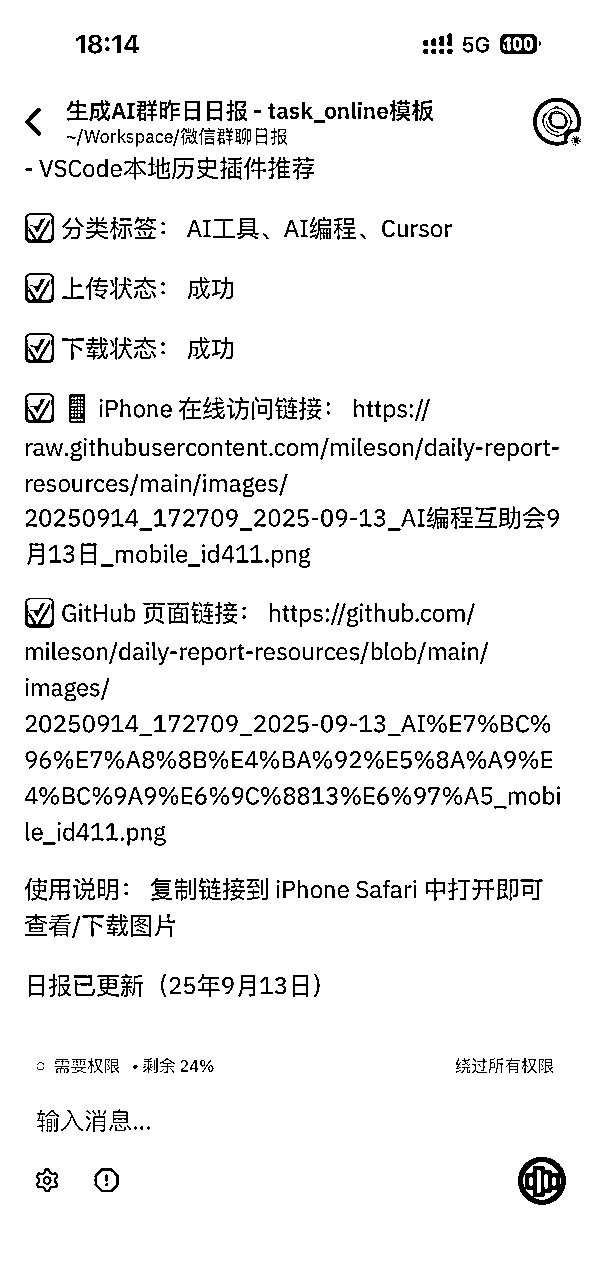 18:14 5G 100
生成AI群昨日日报 - task_online模板
~/Workspace/微信群聊日报
- VSCode本地历史插件推荐
分类标签： AI工具、AI编程、Cursor
上传状态： 成功
下载状态： 成功
iPhone 在线访问链接： https://
raw.githubusercontent.com/mileson/daily-report-
resources/main/images/
20250914_172709_2025-09-13_AI编程互助会9
月13日_mobile_id411.png
GitHub 页面链接： https://github.com/
mileson/daily-report-resources/blob/main/
images/
20250914_172709_2025-09-13_AI%E7%BC%
96%E7%A8%8B%E4%BA%92%E5%8A%A9%E
4%BC%9A9%E6%9C%8813%E6%97%A5_mobi
le_id411.png
使用说明： 复制链接到 iPhone Safari 中打开即可
查看/下载图片
日报已更新（25年9月13日）
需要权限 • 剩余 24% 绕过所有权限
输入消息...